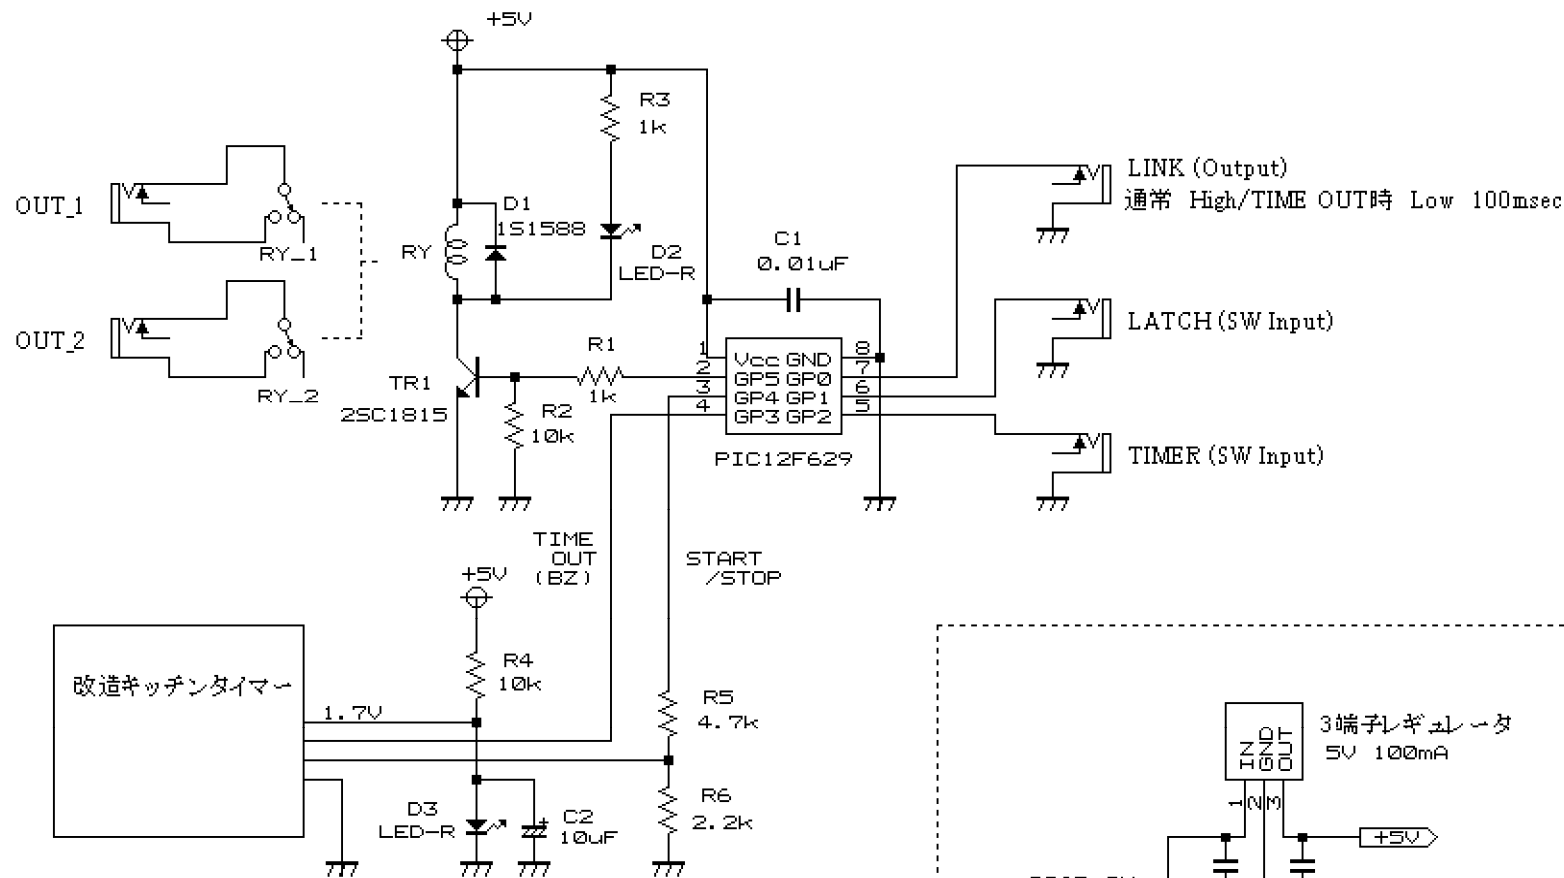 +5V
R3
1k
LINK (Output)
通常 High/TIME OUT時 Low 100msec
OUT_1
RY_1
D1
1S1588
RY
D2
LED-R
C1
0.01uF
OUT_2
RY_2
LATCH (SW Input)
R1
1k
TR1
2SC1815
R2
10k
1 Vcc GND 8
2 GP5 GP0 7
3 GP4 GP1 6
4 GP3 GP2 5
PIC12F629
TIMER (SW Input)
TIME
OUT
(BZ)
START
/STOP
+5V
R4
10k
改造キッチンタイマー
1.7V
R5
4.7k
R6
2.2k
D3
LED-R
C2
+
10uF
3端子レギュレータ
5V 100mA
IN
GND
OUT
1
2
3
+5V